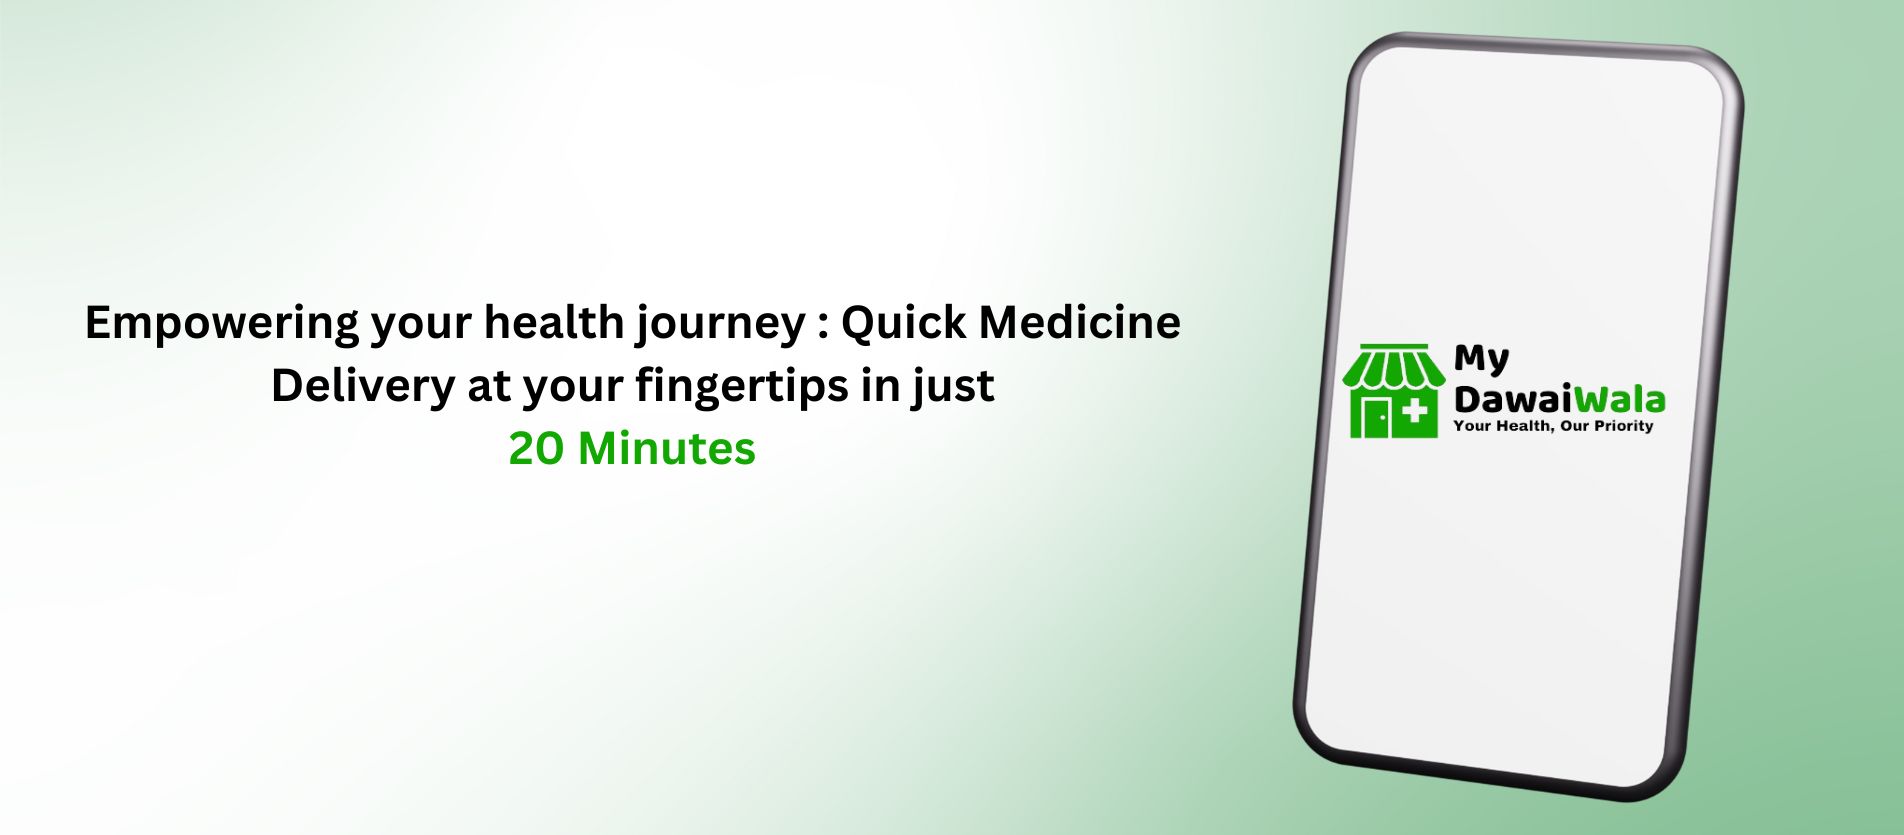 Empowering your health journey : Quick Medicine
Delivery at your fingertips in just
20 Minutes
My
DawaiWala
Your Health, Our Priority